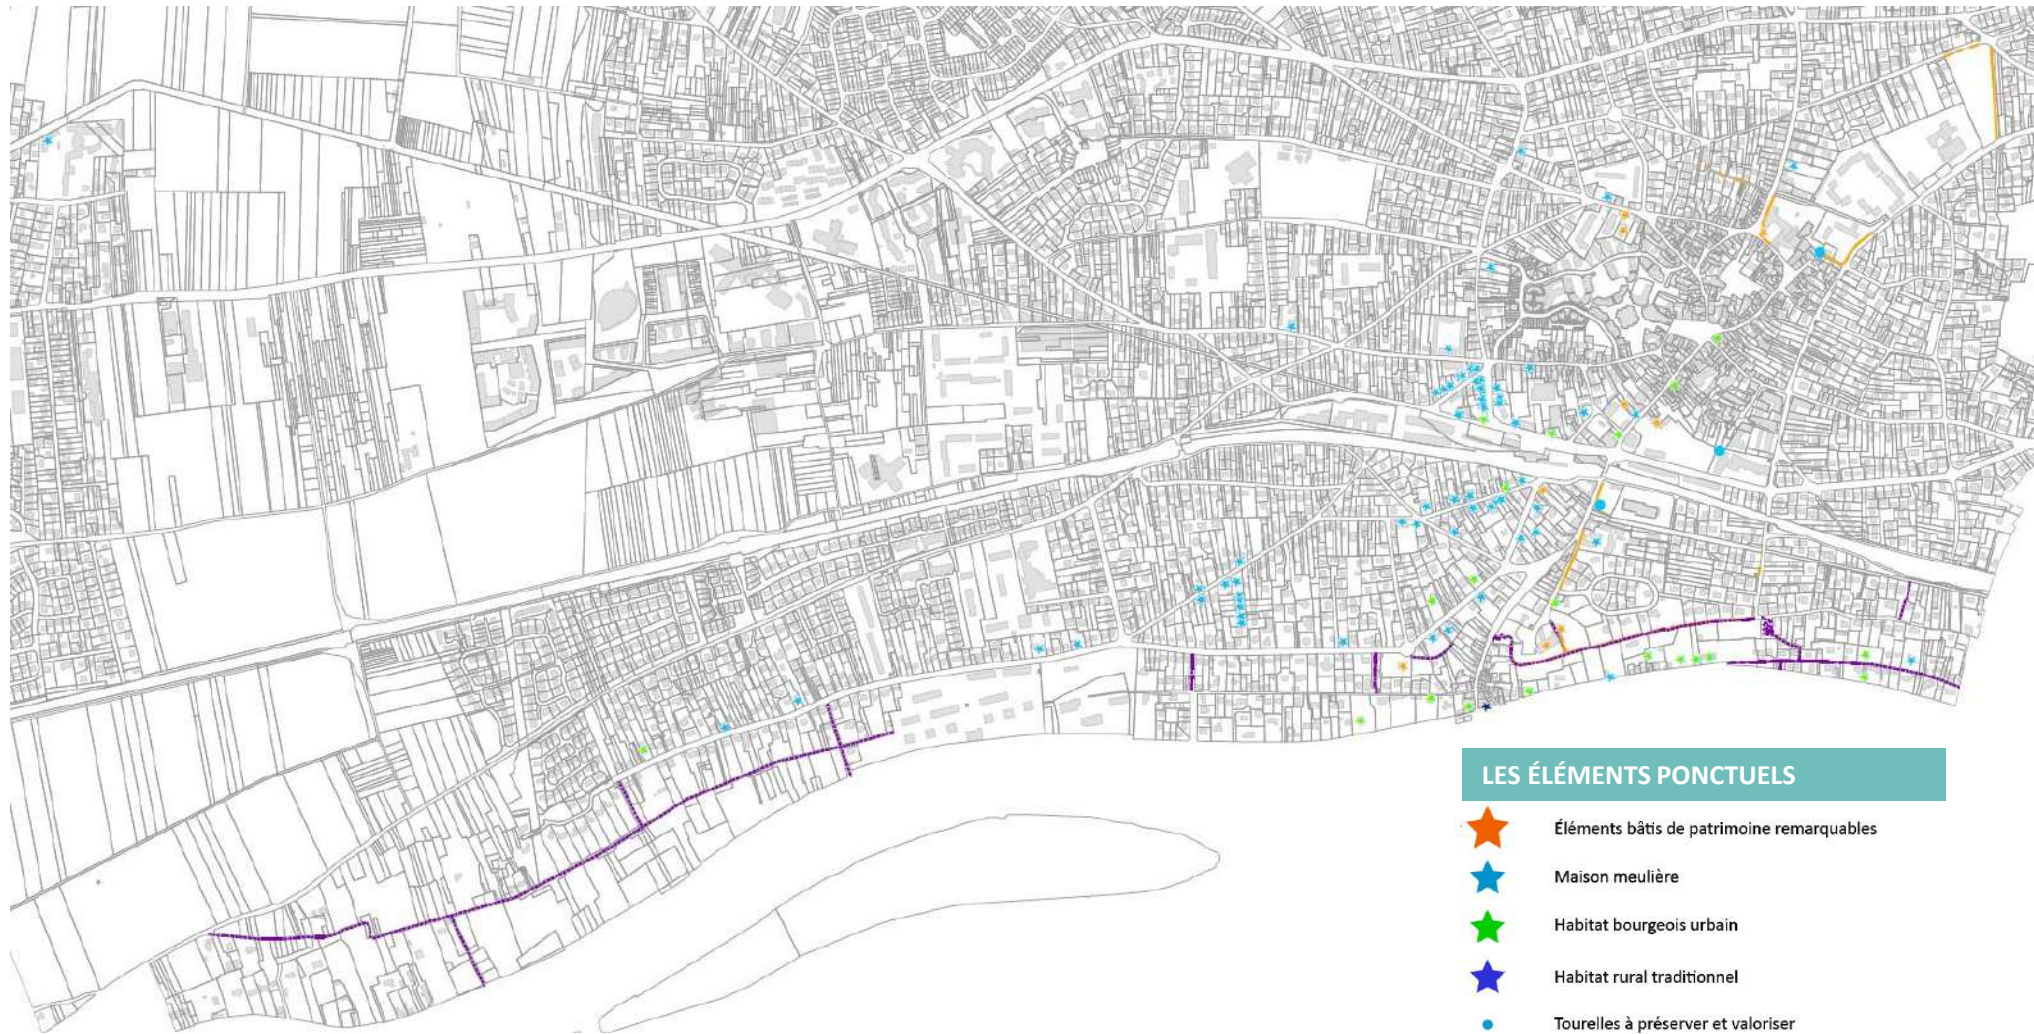 LES ÉLÉMENTS PONCTUELS
Éléments bâtis de patrimoine remarquables
Maison meulière
Habitat bourgeois urbain
Habitat rural traditionnel
Tourelles à préserver et valoriser